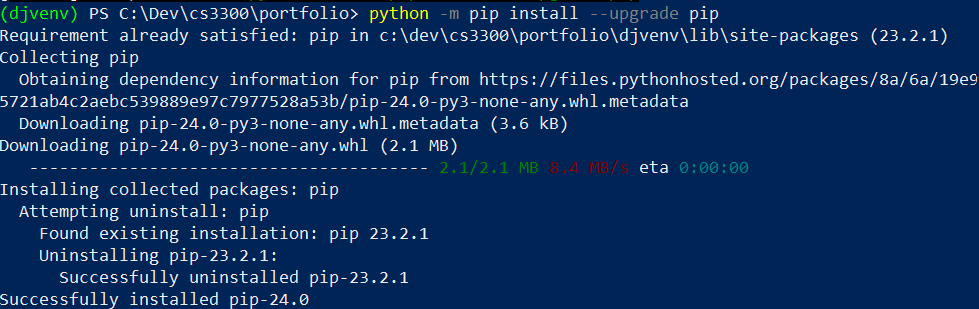 (djvenv) PS C:\Dev\cs3300\portfolio> python -m pip install --upgrade pip
Requirement already satisfied: pip in c:\dev\cs3300\portfolio\djvenv\lib\site-packages (23.2.1)
Collecting pip
  Obtaining dependency information for pip from https://files.pythonhosted.org/packages/8a/6a/19e9
5721ab4c2aebc539889e97c7977528a53b/pip-24.0-py3-none-any.whl.metadata
  Downloading pip-24.0-py3-none-any.whl.metadata (3.6 kB)
Downloading pip-24.0-py3-none-any.whl (2.1 MB)
   ---------------------------------------- 2.1/2.1 MB 8.4 MB/s eta 0:00:00
Installing collected packages: pip
  Attempting uninstall: pip
    Found existing installation: pip 23.2.1
    Uninstalling pip-23.2.1:
      Successfully uninstalled pip-23.2.1
Successfully installed pip-24.0